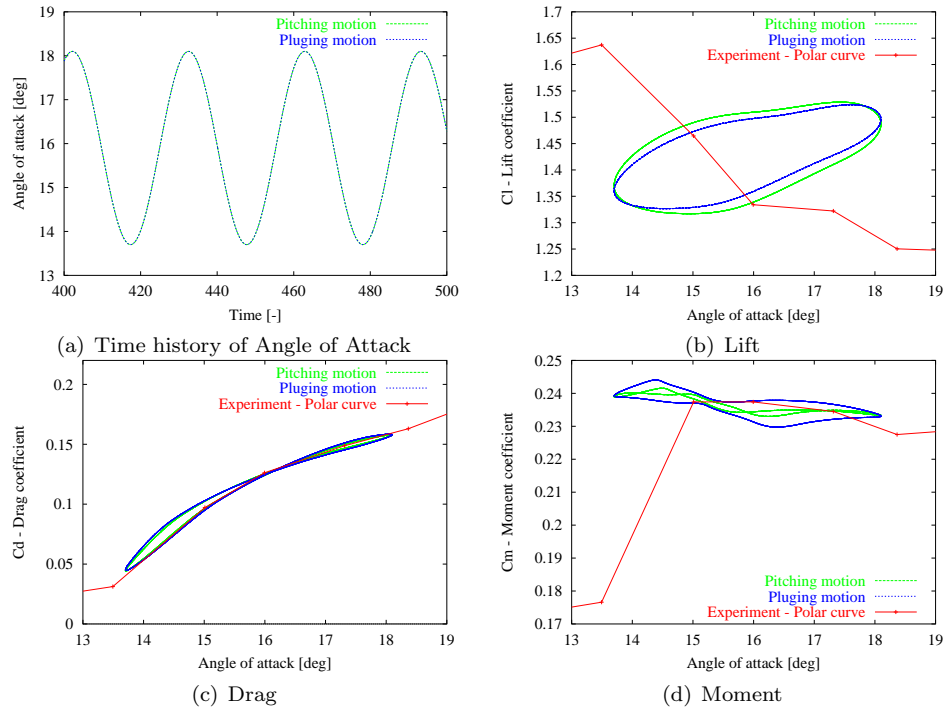 19
18
17
16
15
14
13
400 420 440 460 480 500
Angle of attack [deg]
Time [-]
Pitching motion
Pluging motion
(a) Time history of Angle of Attack
1.7
1.65
1.6
1.55
1.5
1.45
1.4
1.35
1.3
1.25
1.2
13 14 15 16 17 18 19
Cl - Lift coefficient
Angle of attack [deg]
Pitching motion
Pluging motion
Experiment - Polar curve
(b) Lift
0.2
0.15
0.1
0.05
0
13 14 15 16 17 18 19
Cd - Drag coefficient
Angle of attack [deg]
Pitching motion
Pluging motion
Experiment - Polar curve
(c) Drag
0.25
0.24
0.23
0.22
0.21
0.2
0.19
0.18
0.17
13 14 15 16 17 18 19
Cm - Moment coefficient
Angle of attack [deg]
Pitching motion
Pluging motion
Experiment - Polar curve
(d) Moment